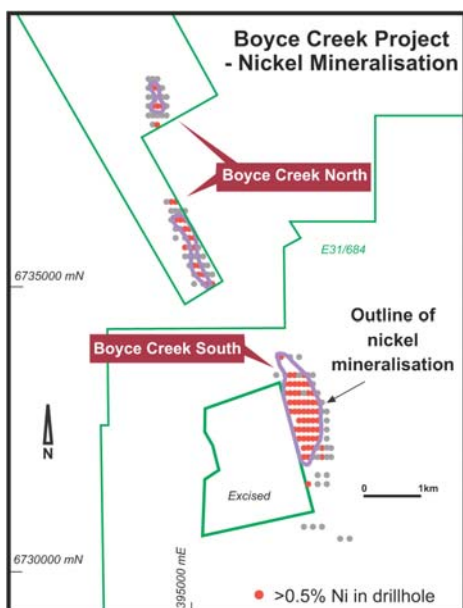 Boyce Creek Project
- Nickel Mineralisation
Boyce Creek North
E31/684
6735000 mN
Outline of
nickel
mineralisation
Boyce Creek South
N
0 1km
Excised
6730000 mN
395000 mE
>0.5% Ni in drillhole